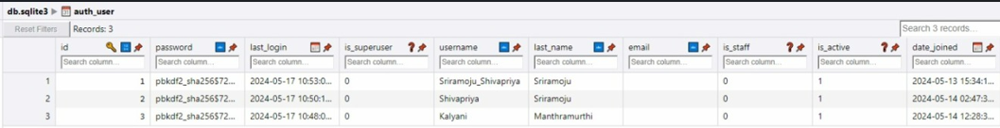 db.sqlite3 auth_user
Reset Filters Records: 3 Search 3 records...
id password last_login is_superuser username last_name email is_staff is_active date_joined
Search column... Search column... Search column... Search column... Search column... Search column... Search column... Search column... Search column... Search column...
1 1 pbkdf2_sha256$72... 2024-05-17 10:53:0... 0 Sriramoju_Shivapriya Sriramoju 0 1 2024-05-13 15:34:1...
2 2 pbkdf2_sha256$72... 2024-05-17 10:50:1... 0 Shivapriya Sriramoju 0 1 2024-05-14 02:47:3...
3 3 pbkdf2_sha256$72... 2024-05-17 10:48:0... 0 Kalyani Manthramurthi 0 1 2024-05-14 12:28:3...